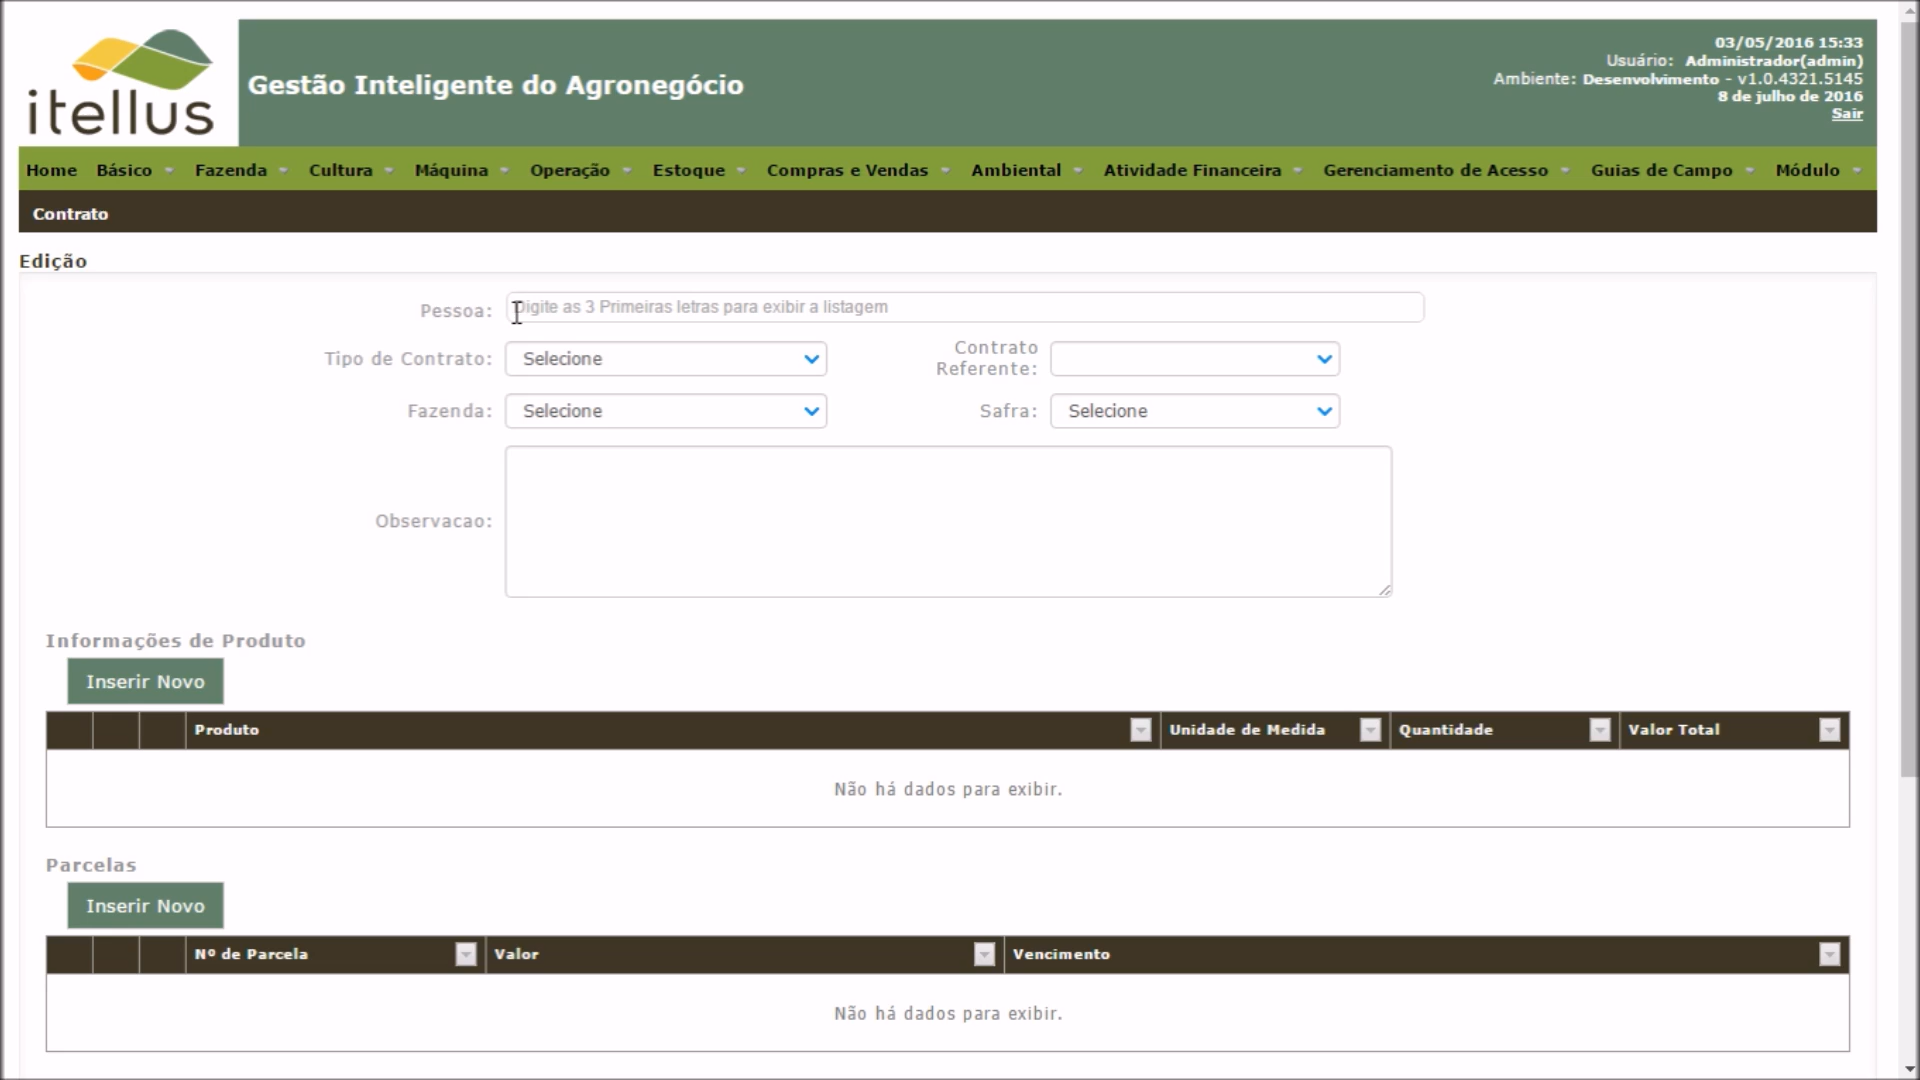 itellus
Gestão Inteligente do Agronegócio
03/05/2016 15:33
Usuário: Administrador(admin)
Ambiente: Desenvolvimento - v1.0.4321.5145
8 de julho de 2016
Sair
Home Básico Fazenda Cultura Máquina Operação Estoque Compras e Vendas Ambiental Atividade Financeira Gerenciamento de Acesso Guias de Campo Módulo
Contrato
Edição
Pessoa: Digite as 3 Primeiras letras para exibir a listagem
Tipo de Contrato: Selecione Contrato Referente:
Fazenda: Selecione Safra: Selecione
Observacao:
Informações de Produto
Inserir Novo
Produto Unidade de Medida Quantidade Valor Total
Não há dados para exibir.
Parcelas
Inserir Novo
Nº de Parcela Valor Vencimento
Não há dados para exibir.